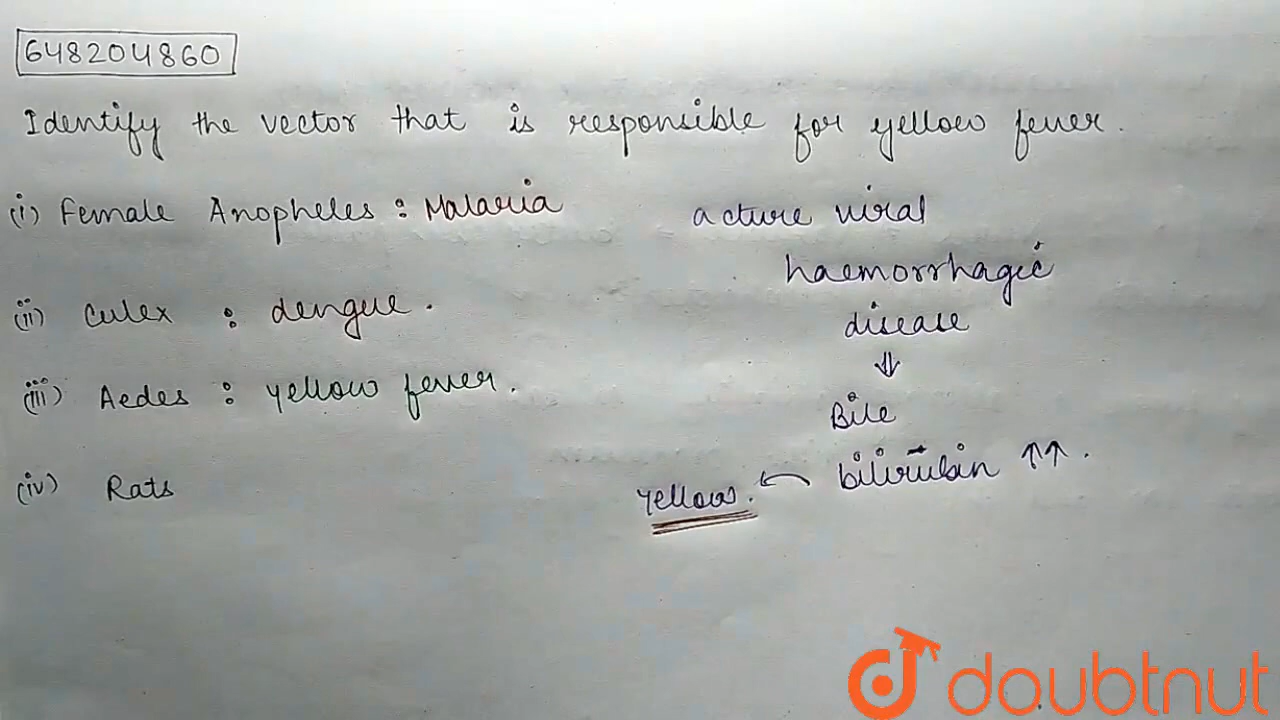 648204860
Identify the vector that is responsible for yellow fever.
(i) Female Anopheles : Malaria
(ii) Culex : dengue.
(iii) Aedes : yellow fever.
(iv) Rats
acture viral
haemorrhagic
disease
⇓
Bile
bilirubin ↑↑.
yellow. ←
doubtnut